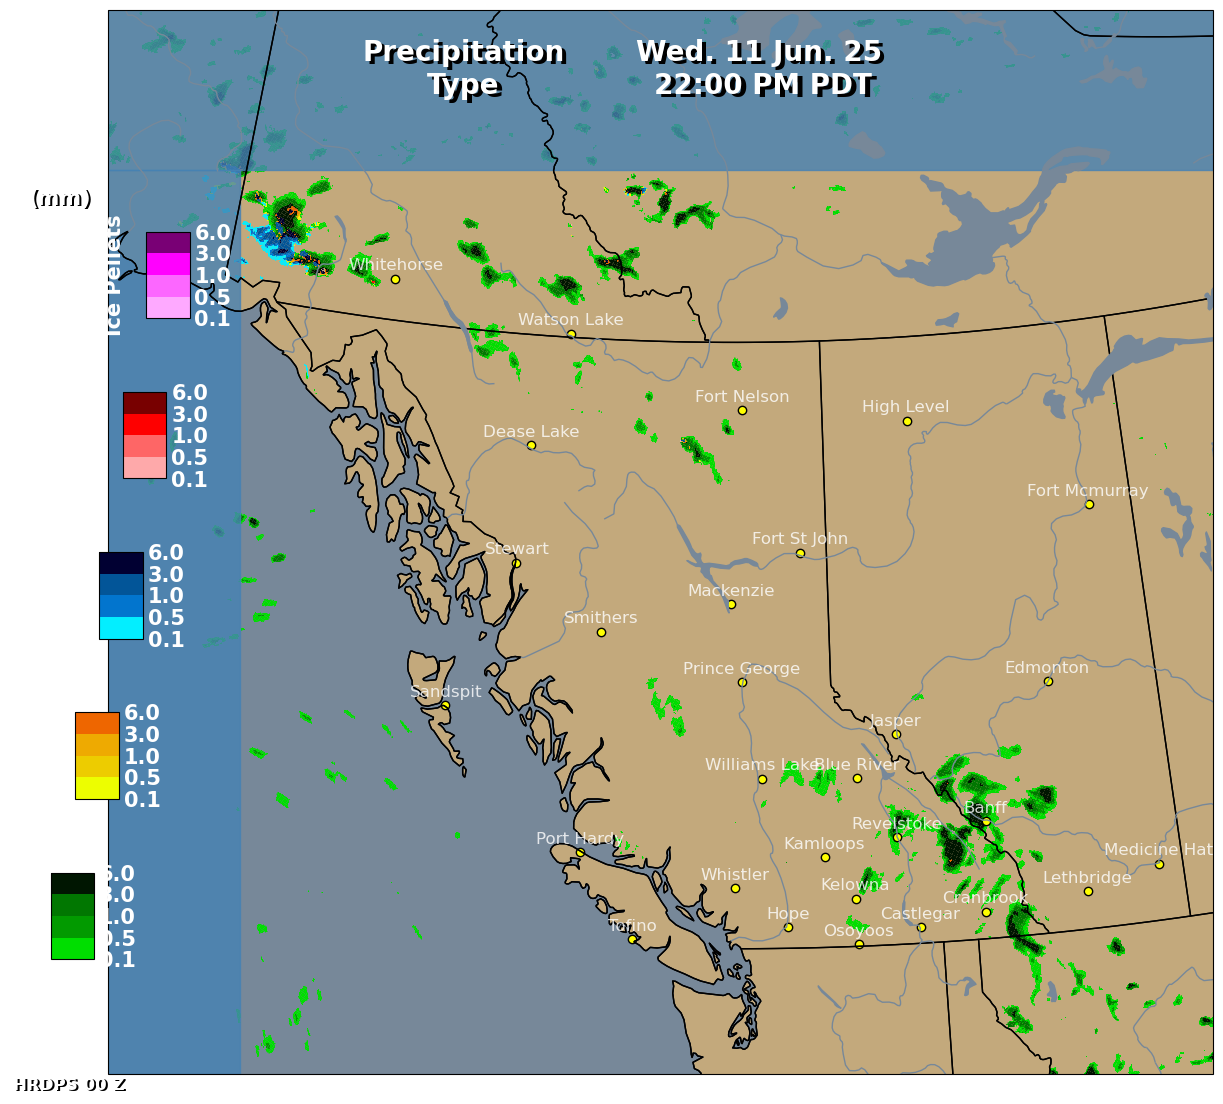 Precipitation
Type
Wed. 11 Jun. 25
22:00 PM PDT
(mm)
Ice Pellets
6.0
3.0
1.0
0.5
0.1
6.0
3.0
1.0
0.5
0.1
6.0
3.0
1.0
0.5
0.1
6.0
3.0
1.0
0.5
0.1
6.0
3.0
1.0
0.5
0.1
Whitehorse
Watson Lake
Fort Nelson
High Level
Dease Lake
Fort Mcmurray
Fort St John
Stewart
Mackenzie
Smithers
Prince George
Edmonton
Sandspit
Jasper
Williams Lake
Blue River
Banff
Revelstoke
Port Hardy
Kamloops
Medicine Hat
Whistler
Kelowna
Lethbridge
Cranbrook
Hope
Castlegar
Tofino
Osoyoos
HRDPS 00 Z